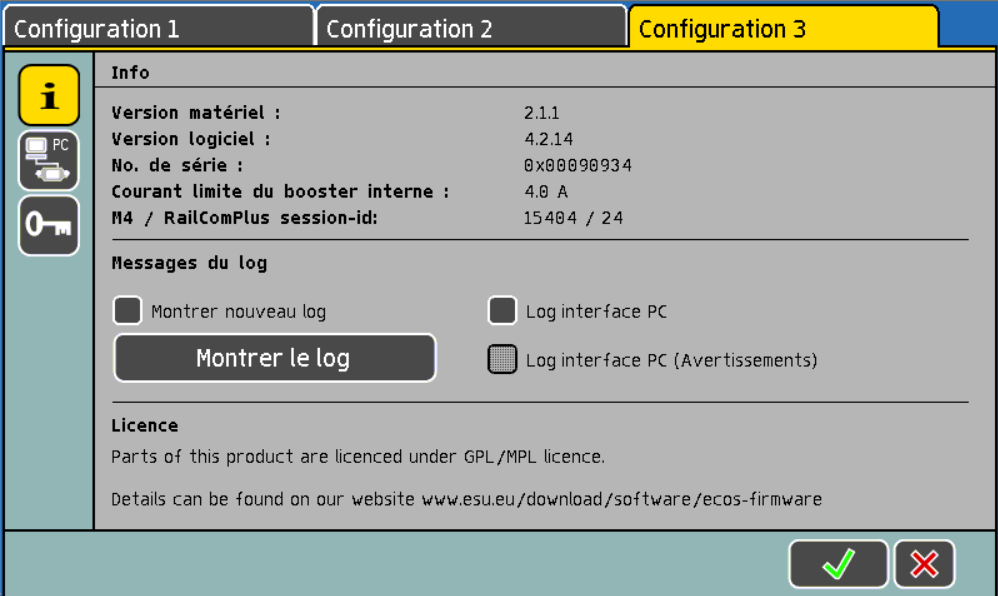 Configuration 1 Configuration 2 Configuration 3
Info
i
PC
Version matériel : 2.1.1
Version logiciel : 4.2.14
No. de série : 0x00090934
Courant limite du booster interne : 4.0 A
M4 / RailComPlus session-id: 15404 / 24
Messages du log
Montrer nouveau log Log interface PC
Montrer le log Log interface PC (Avertissements)
Licence
Parts of this product are licenced under GPL/MPL licence.
Details can be found on our website www.esu.eu/download/software/ecos-firmware